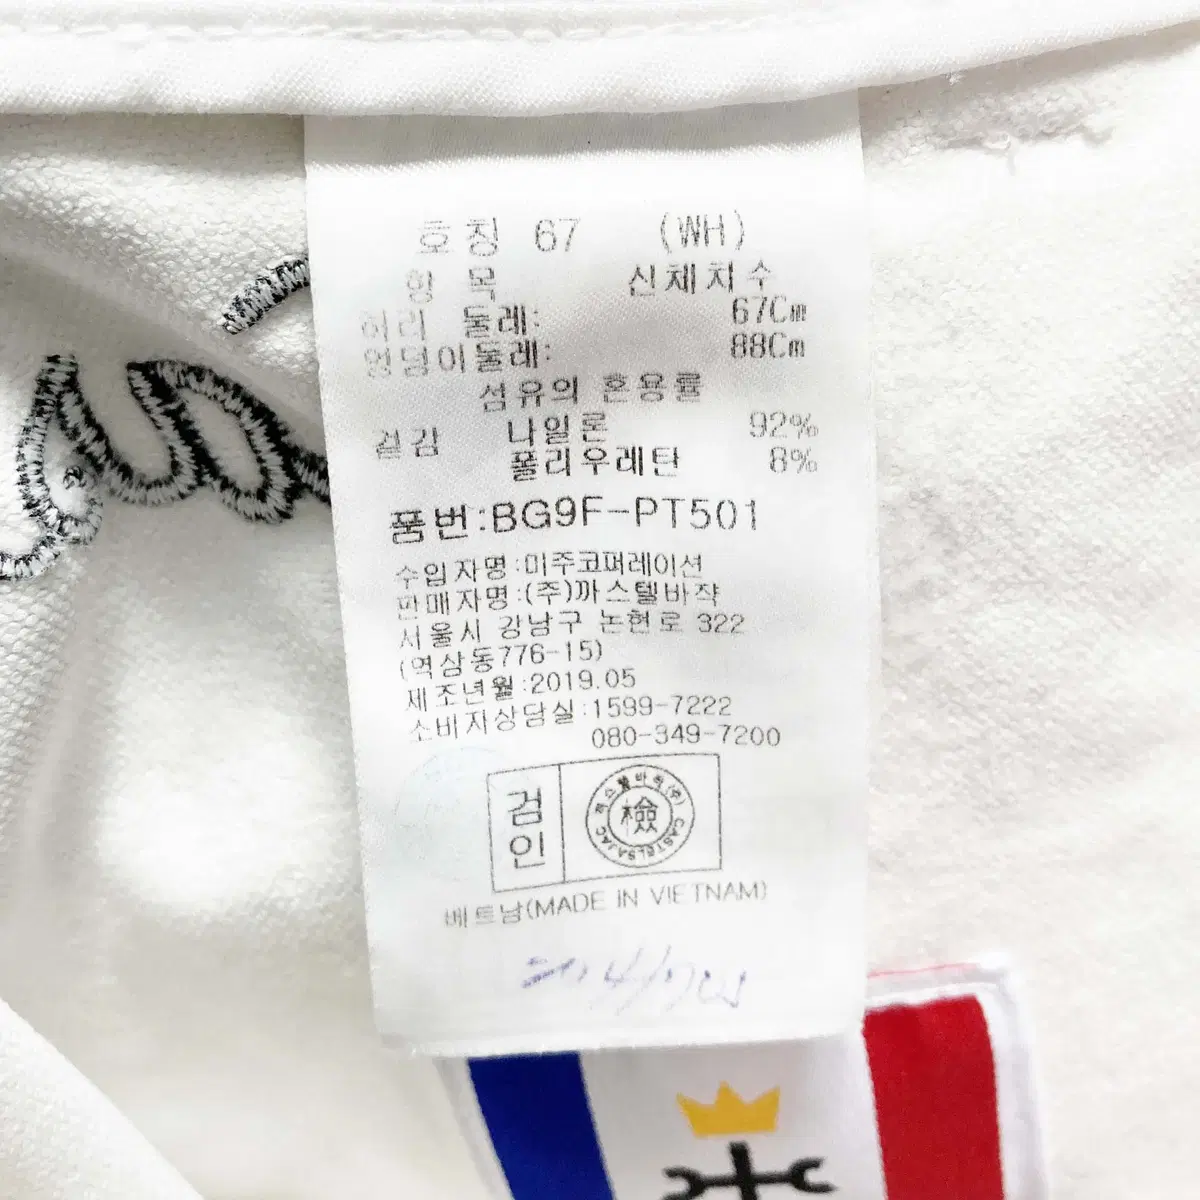 호칭 67 (WH)
항 목 신체치수
허리 둘레: 67Cm
엉덩이둘레: 88Cm
섬유의 혼용률
겉감 나일론 92%
폴리우레탄 8%
품번:BG9F-PT501
수입자명:미주코퍼레이션
판매자명:(주)까스텔바작
서울시 강남구 논현로 322
(역삼동776-15)
제조년월:2019.05
소비자상담실:1599-7222
080-349-7200
검인
檢
CASTELBAJAC
베트남(MADE IN VIETNAM)